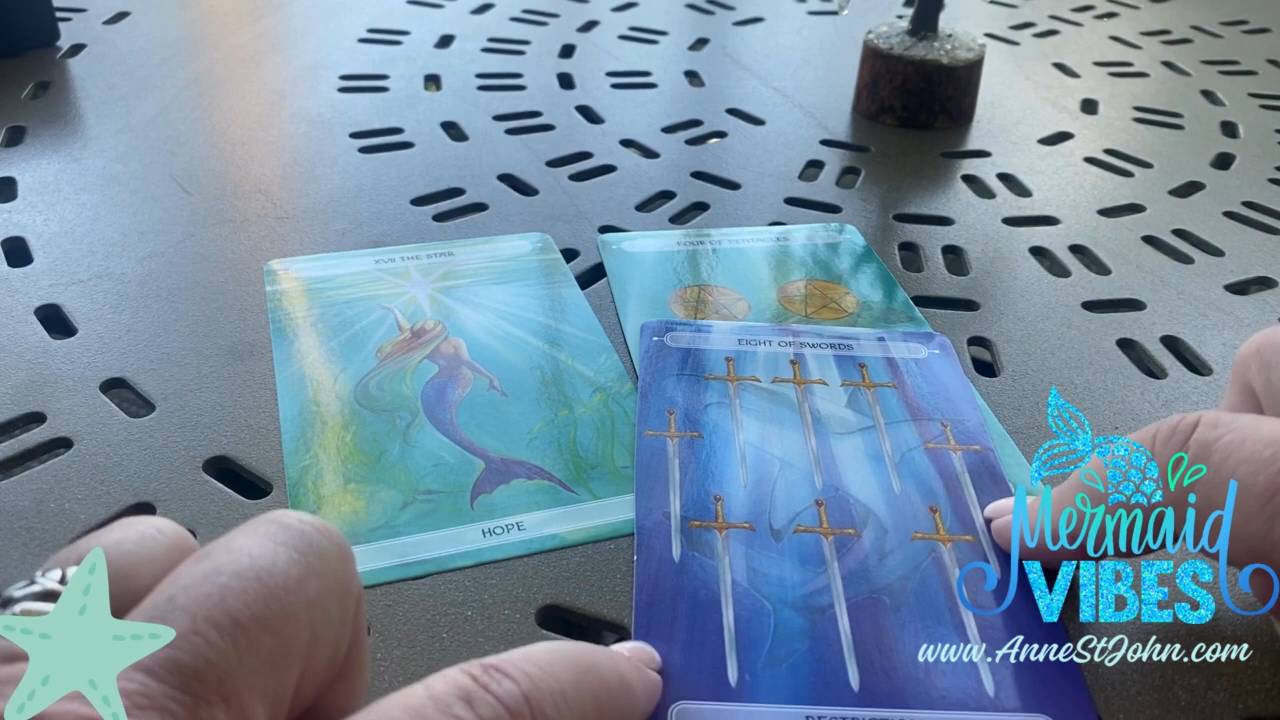 XVII THE STAR
FOUR OF PENTACLES
EIGHT OF SWORDS
HOPE
Mermaid
VIBES
www.AnneStJohn.com